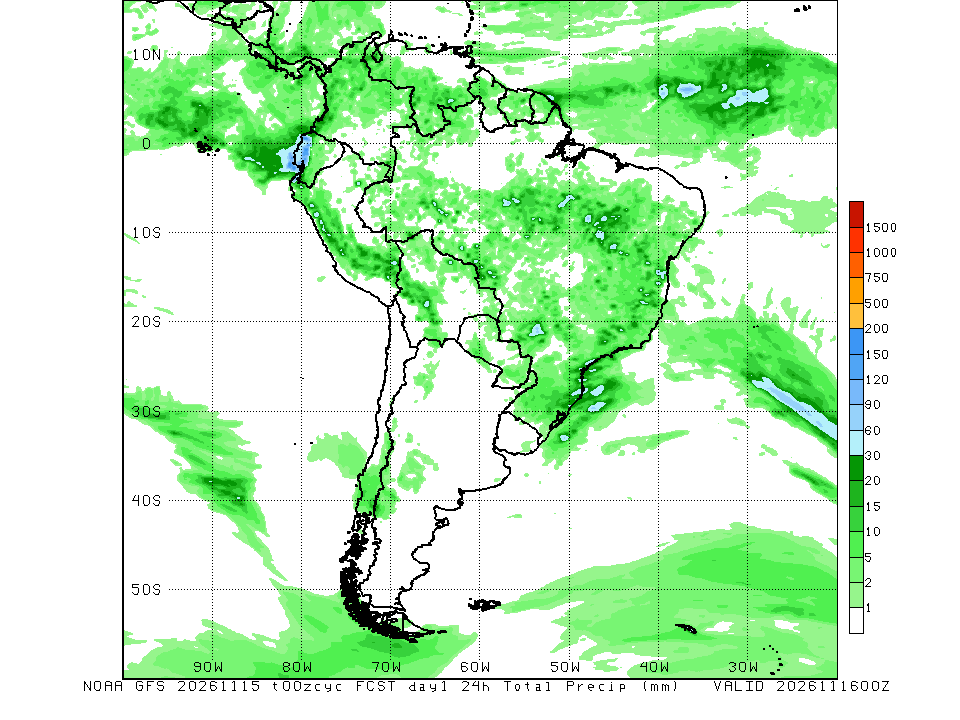 10N
0
10S
20S
30S
40S
50S
90W 80W 70W 60W 50W 40W 30W
1500
1000
750
500
200
150
120
90
60
30
20
15
10
5
2
1
NOAA GFS 20261115 t00zcyc FCST day1 24h Total Precip (mm) VALID 2026111600Z